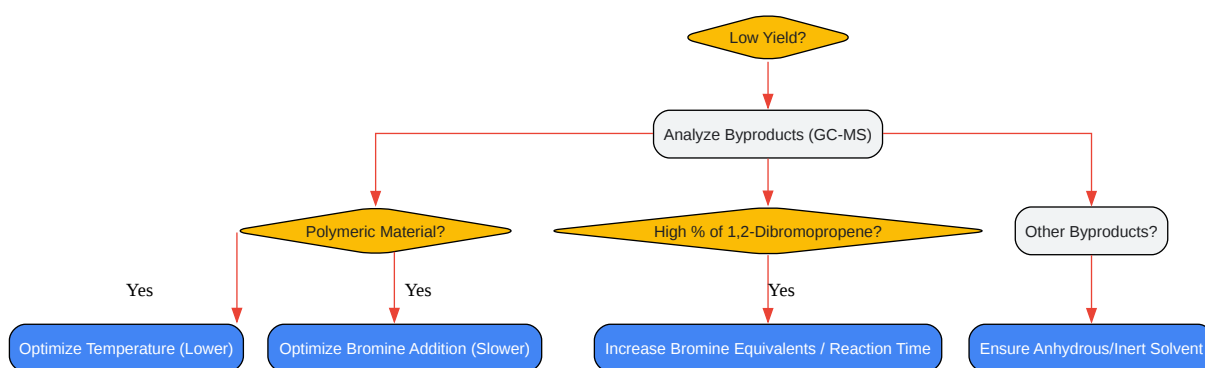 Low Yield?
Analyze Byproducts (GC-MS)
Polymeric Material?
High % of 1,2-Dibromopropene?
Other Byproducts?
Yes
Yes
Yes
Optimize Temperature (Lower)
Optimize Bromine Addition (Slower)
Increase Bromine Equivalents / Reaction Time
Ensure Anhydrous/Inert Solvent